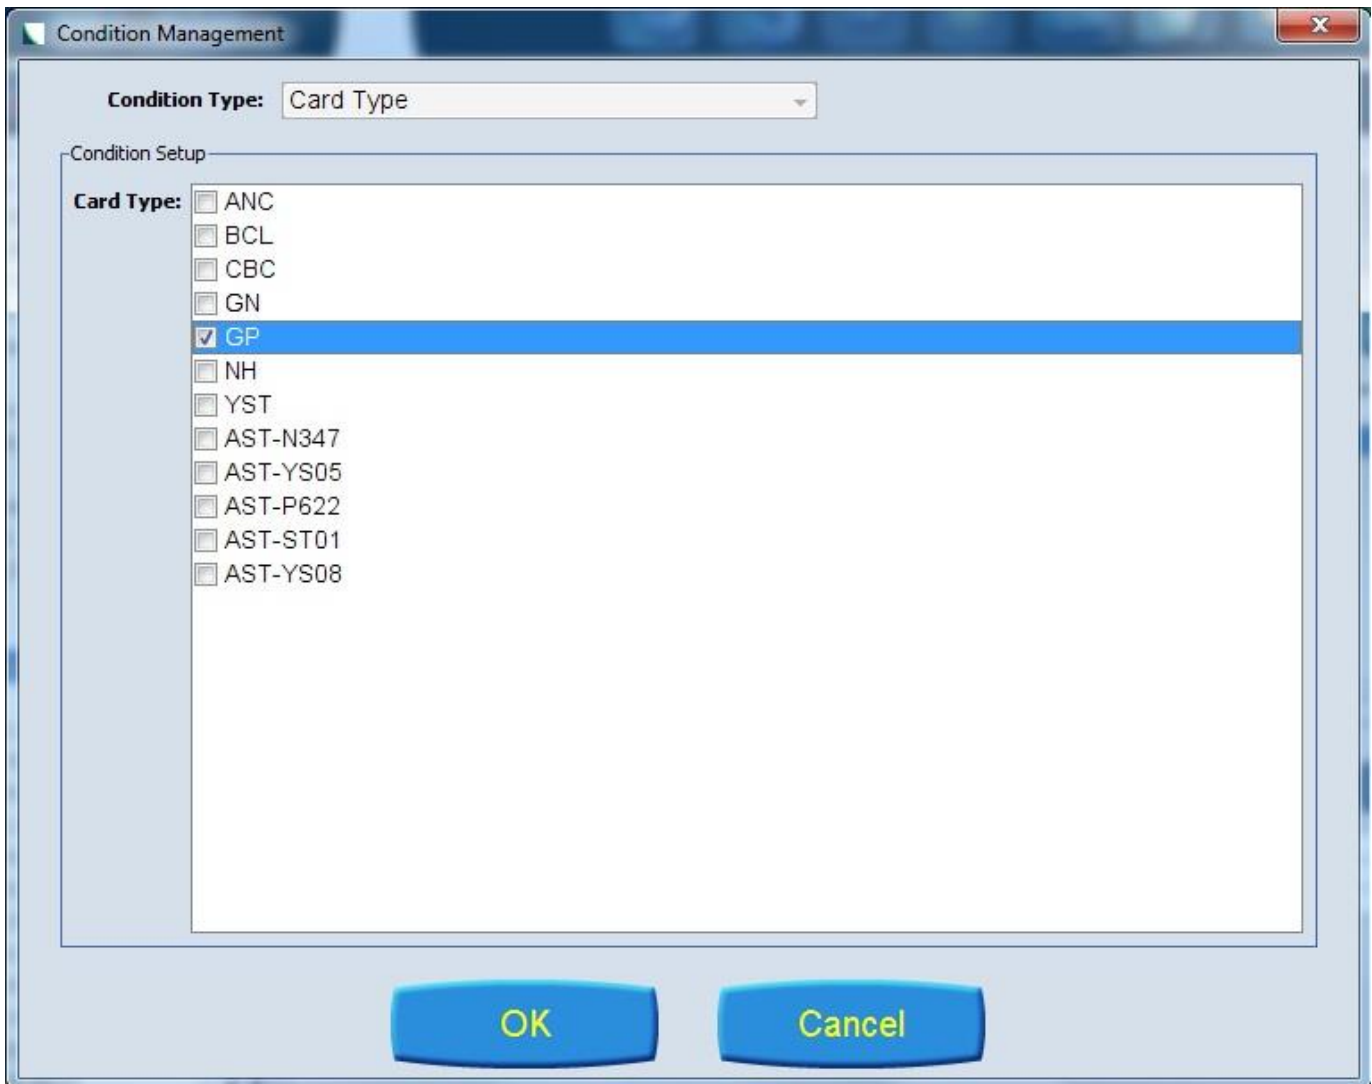 Condition Management
Condition Type: Card Type
Condition Setup
Card Type: ANC
BCL
CBC
GN
GP
NH
YST
AST-N347
AST-YS05
AST-P622
AST-ST01
AST-YS08
OK Cancel